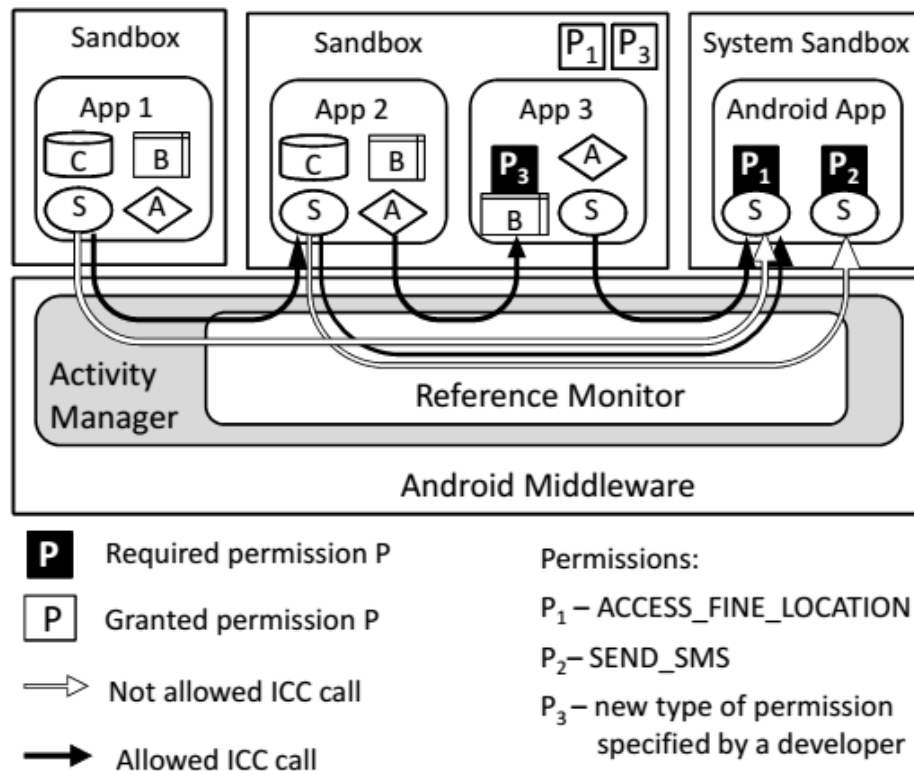 Sandbox
Sandbox
P1 P3
System Sandbox
App 1
App 2
App 3
Android App
C B
C B
P3 A
P1 P2
S A
S A
B S
S S
Activity
Manager
Reference Monitor
Android Middleware
P Required permission P
P Granted permission P
Not allowed ICC call
Allowed ICC call
Permissions:
P1 – ACCESS_FINE_LOCATION
P2– SEND_SMS
P3 – new type of permission
specified by a developer